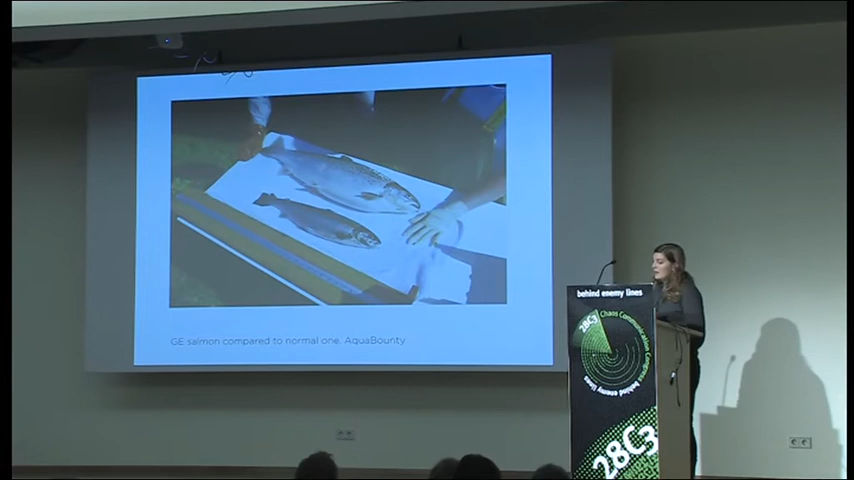 GE salmon compared to normal one, AquaBounty
behind enemy lines
28C3
Chaos Communication Congress
behind enemy lines
28C3